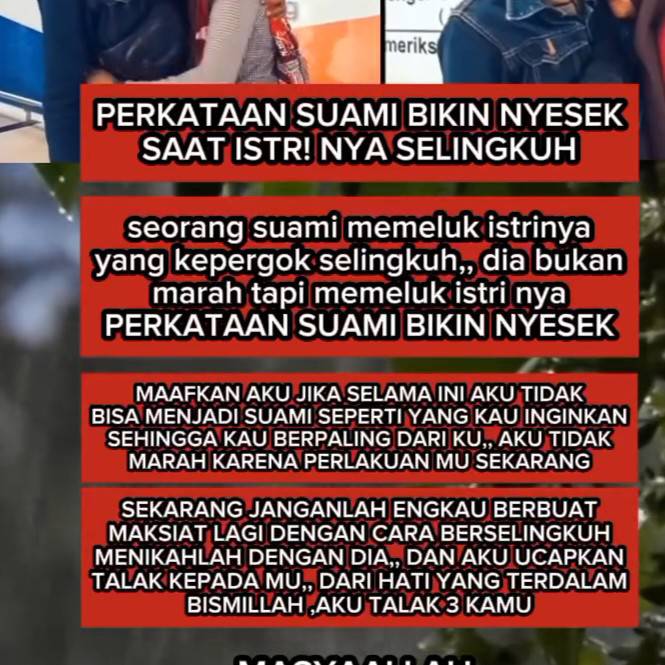 meriks
PERKATAAN SUAMI BIKIN NYESEK
SAAT ISTR! NYA SELINGKUH
seorang suami memeluk istrinya
yang kepergok selingkuh,, dia bukan
marah tapi memeluk istri nya
PERKATAAN SUAMI BIKIN NYESEK
MAAFKAN AKU JIKA SELAMA INI AKU TIDAK
BISA MENJADI SUAMI SEPERTI YANG KAU INGINKAN
SEHINGGA KAU BERPALING DARI KU,, AKU TIDAK
MARAH KARENA PERLAKUAN MU SEKARANG
SEKARANG JANGANLAH ENGKAU BERBUAT
MAKSIAT LAGI DENGAN CARA BERSELINGKUH
MENIKAHLAH DENGAN DIA,, DAN AKU UCAPKAN
TALAK KEPADA MU,, DARI HATI YANG TERDALAM
BISMILLAH ,AKU TALAK 3 KAMU